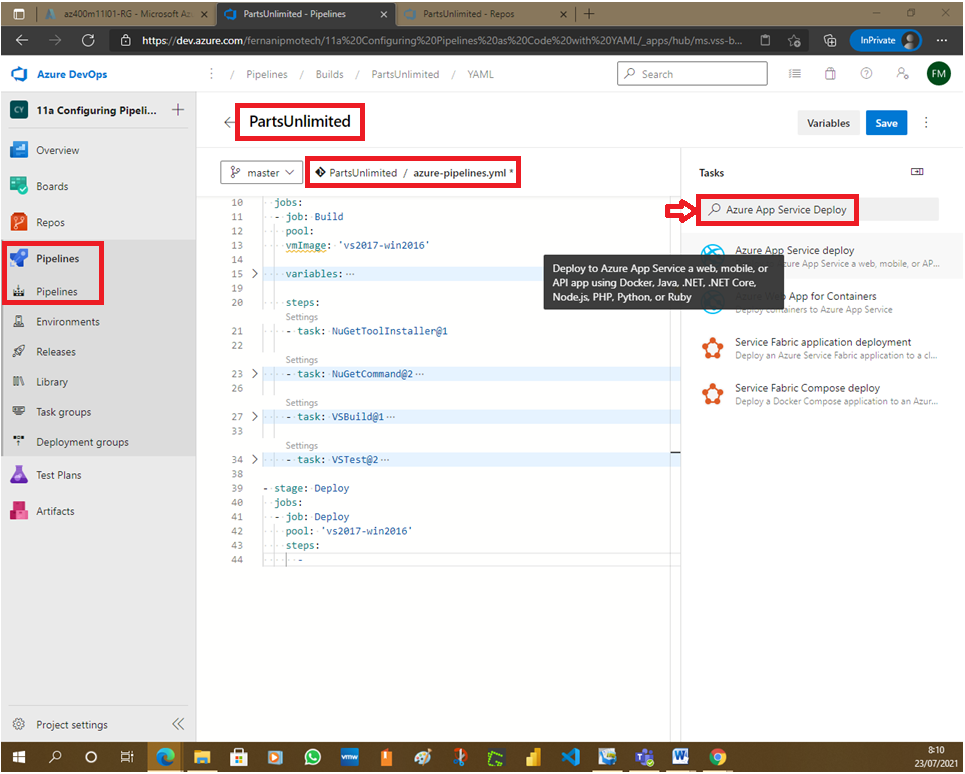 az400m11l01-RG - Microsoft Az
PartsUnlimited - Pipelines
PartsUnlimited - Repos
https://dev.azure.com/fernanipmotech/11a%20Configuring%20Pipelines%20as%20Code%20with%20YAML/_apps/hub/ms.vss-b...
InPrivate
Azure DevOps
/ Pipelines / Builds / PartsUnlimited / YAML
Search
FM
CY
11a Configuring Pipeli...
Overview
Boards
Repos
Pipelines
Pipelines
Environments
Releases
Library
Task groups
Deployment groups
Test Plans
Artifacts
Project settings
PartsUnlimited
Variables
Save
master
PartsUnlimited / azure-pipelines.yml *
10 jobs:
11 - job: Build
12 pool:
13 vmImage: 'vs2017-win2016'
14
15 variables:...
19
20 steps:
Settings
21 - task: NuGetToolInstaller@1
22
Settings
23 - task: NuGetCommand@2...
26
Settings
27 - task: VSBuild@1...
33
Settings
34 - task: VSTest@2...
38
39 - stage: Deploy
40 jobs:
41 - job: Deploy
42 pool: 'vs2017-win2016'
43 steps:
44 -
Tasks
Azure App Service Deploy
Azure App Service deploy
Azure App Service a web, mobile, or AP...
Deploy to Azure App Service a web, mobile, or
API app using Docker, Java, .NET, .NET Core,
Node.js, PHP, Python, or Ruby
Web App for Containers
Deploy containers to Azure App Service
Service Fabric application deployment
Deploy an Azure Service Fabric application to a cl...
Service Fabric Compose deploy
Deploy a Docker Compose application to an Azur...
vmw
8:10
23/07/2021